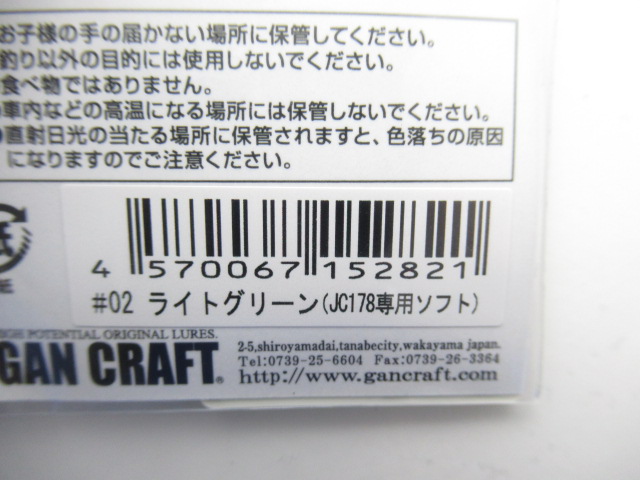 お子様の手の届かない場所に保管してください。
釣り以外の目的には使用しないでください。
食べ物ではありません。
車内などの高温になる場所には保管しないでください。
●直射日光の当たる場所に保管されますと、色落ちの原因
になりますのでご注意ください。
紙
4 570067 152821
#02 ライトグリーン(JC178専用ソフト)
HIGH POTENTIAL ORIGINAL LURES.
GAN CRAFT®
2-5,shiroyamadai,tanabecity,wakayama japan.
Tel:0739-25-6604 Fax:0739-26-3364
http://www.gancraft.com